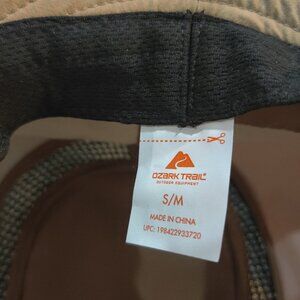 OZARK TRAIL
OUTDOOR EQUIPMENT
S/M
MADE IN CHINA
UPC: 198422933720